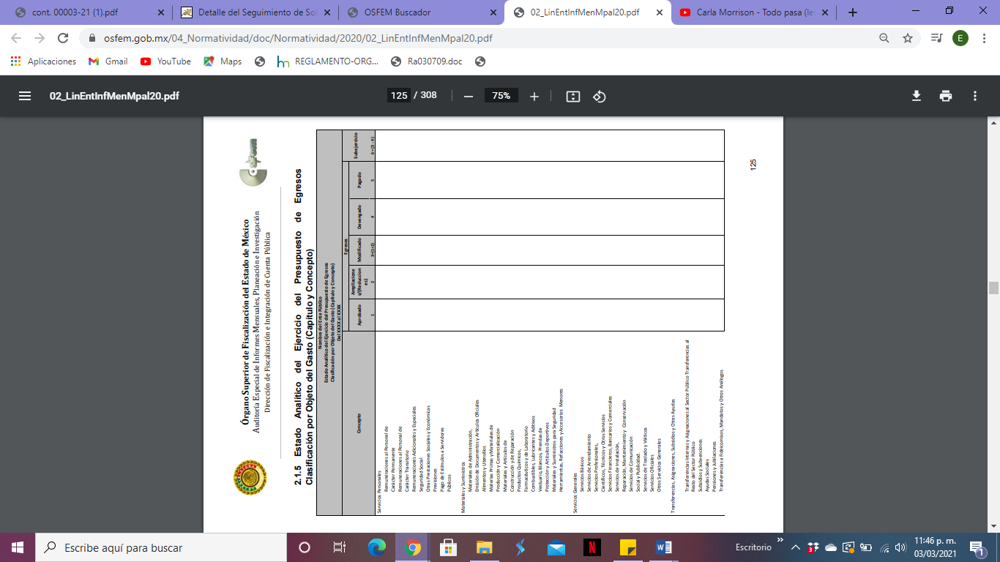 cont. 00003-21 (1).pdf
Detalle del Seguimiento de Sol
OSFEM Buscador
02_LinEntInfMenMpal20.pdf
Carla Morrison - Todo pasa (let
osfem.gob.mx/04_Normatividad/doc/Normatividad/2020/02_LinEntInfMenMpal20.pdf
E
Aplicaciones
Gmail
YouTube
Maps
REGLAMENTO-ORG...
Ra030709.doc
02_LinEntInfMenMpal20.pdf
125 / 308
75%
Órgano Superior de Fiscalización del Estado de México
Auditoría Especial de Informes Mensuales, Planeación e Investigación
Dirección de Fiscalización e Integración de Cuenta Pública
2.1.5 Estado Analítico del Ejercicio del Presupuesto de Egresos
Clasificación por Objeto del Gasto (Capítulo y Concepto)
Nombre del Ente Público
Estado Analítico del Ejercicio del Presupuesto de Egresos
Clasificación por Objeto del Gasto (Capítulo y Concepto)
Del XXXX al XXXX
Egresos
Concepto
Aprobado
Ampliacione
s/(Reduccion
es)
Modificado
Devengado
Pagado
Subejercicio
1
2
3=(1+2)
4
5
6 = (3 - 4)
Servicios Personales
Remuneraciones al Personal de
Carácter Permanente
Remuneraciones al Personal de
Carácter Transitorio
Remuneraciones Adicionales y Especiales
Seguridad Social
Otras Prestaciones Sociales y Económicas
Previsiones
Pago de Estímulos a Servidores
Públicos
Materiales y Suministros
Materiales de Administración,
Emisión de Documentos y Artículos Oficiales
Alimentos y Utensilios
Materias Primas y Materiales de
Producción y Comercialización
Materiales y Artículos de
Construcción y de Reparación
Productos Químicos,
Farmacéuticos y de Laboratorio
Combustibles, Lubricantes y Aditivos
Vestuario, Blancos, Prendas de
Protección y Artículos Deportivos
Materiales y Suministros para Seguridad
Herramientas, Refacciones y Accesorios Menores
Servicios Generales
Servicios Básicos
Servicios de Arrendamiento
Servicios Profesionales,
Científicos, Técnicos y Otros Servicios
Servicios Financieros, Bancarios y Comerciales
Servicios de Instalación,
Reparación, Mantenimiento y Conservación
Servicios de Comunicación
Social y Publicidad.
Servicios de Traslado y Viáticos
Servicios Oficiales
Otros Servicios Generales
Transferencias, Asignaciones, Subsidios y Otras Ayudas
Transferencias Internas y Asignaciones al Sector Público Transferencias al
Resto del Sector Público
Subsidios y Subvenciones
Ayudas Sociales
Pensiones y Jubilaciones
Transferencias a Fideicomisos, Mandatos y Otros Análogos
125
Escribe aquí para buscar
Escritorio
11:46 p. m.
03/03/2021
1